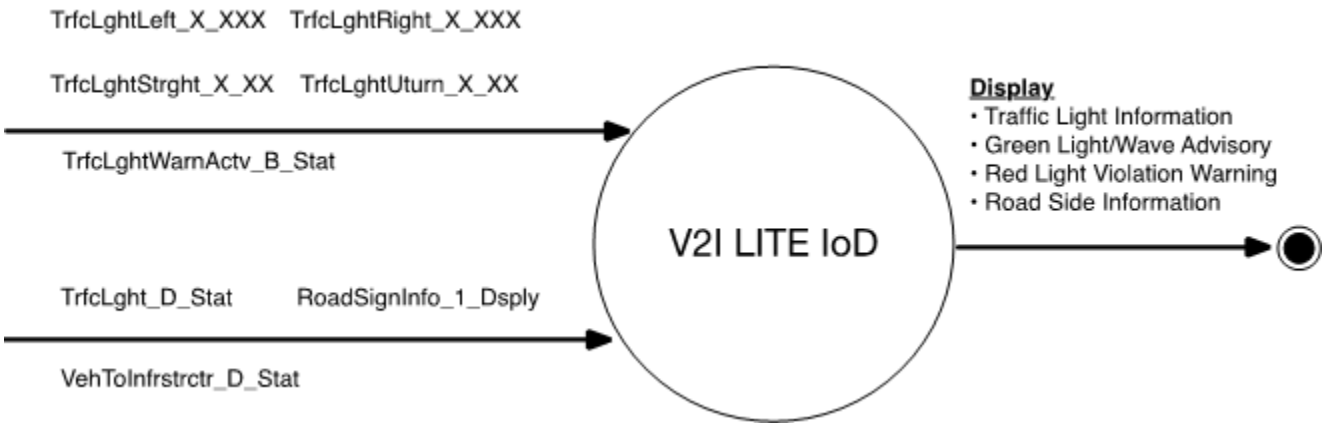 TrfcLghtLeft_X_XXX TrfcLghtRight_X_XXX
TrfcLghtStrght_X_XX TrfcLghtUturn_X_XX
TrfcLghtWarnActv_B_Stat
TrfcLght_D_Stat RoadSignInfo_1_Dsply
VehToInfrstrctr_D_Stat
V2I LITE IoD
Display
• Traffic Light Information
• Green Light/Wave Advisory
• Red Light Violation Warning
• Road Side Information